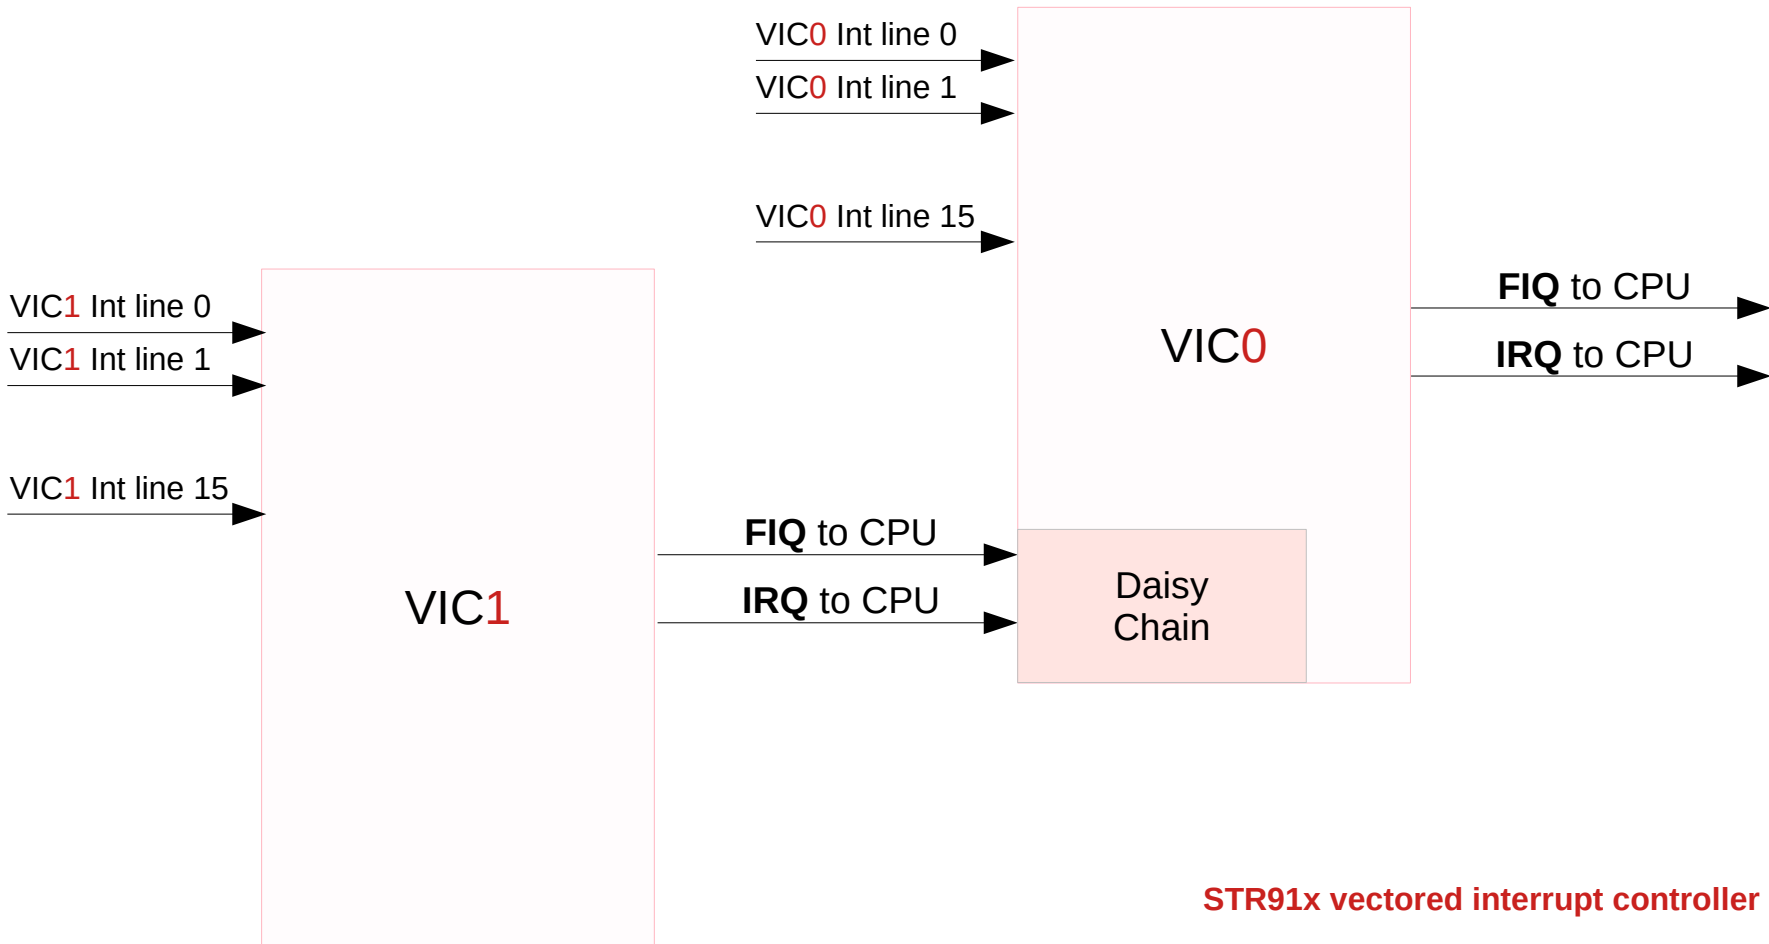 VIC0 Int line 0
VIC0 Int line 1
VIC0 Int line 15
VIC0
FIQ to CPU
IRQ to CPU
VIC1 Int line 0
VIC1 Int line 1
VIC1 Int line 15
VIC1
FIQ to CPU
IRQ to CPU
Daisy
Chain
STR91x vectored interrupt controller